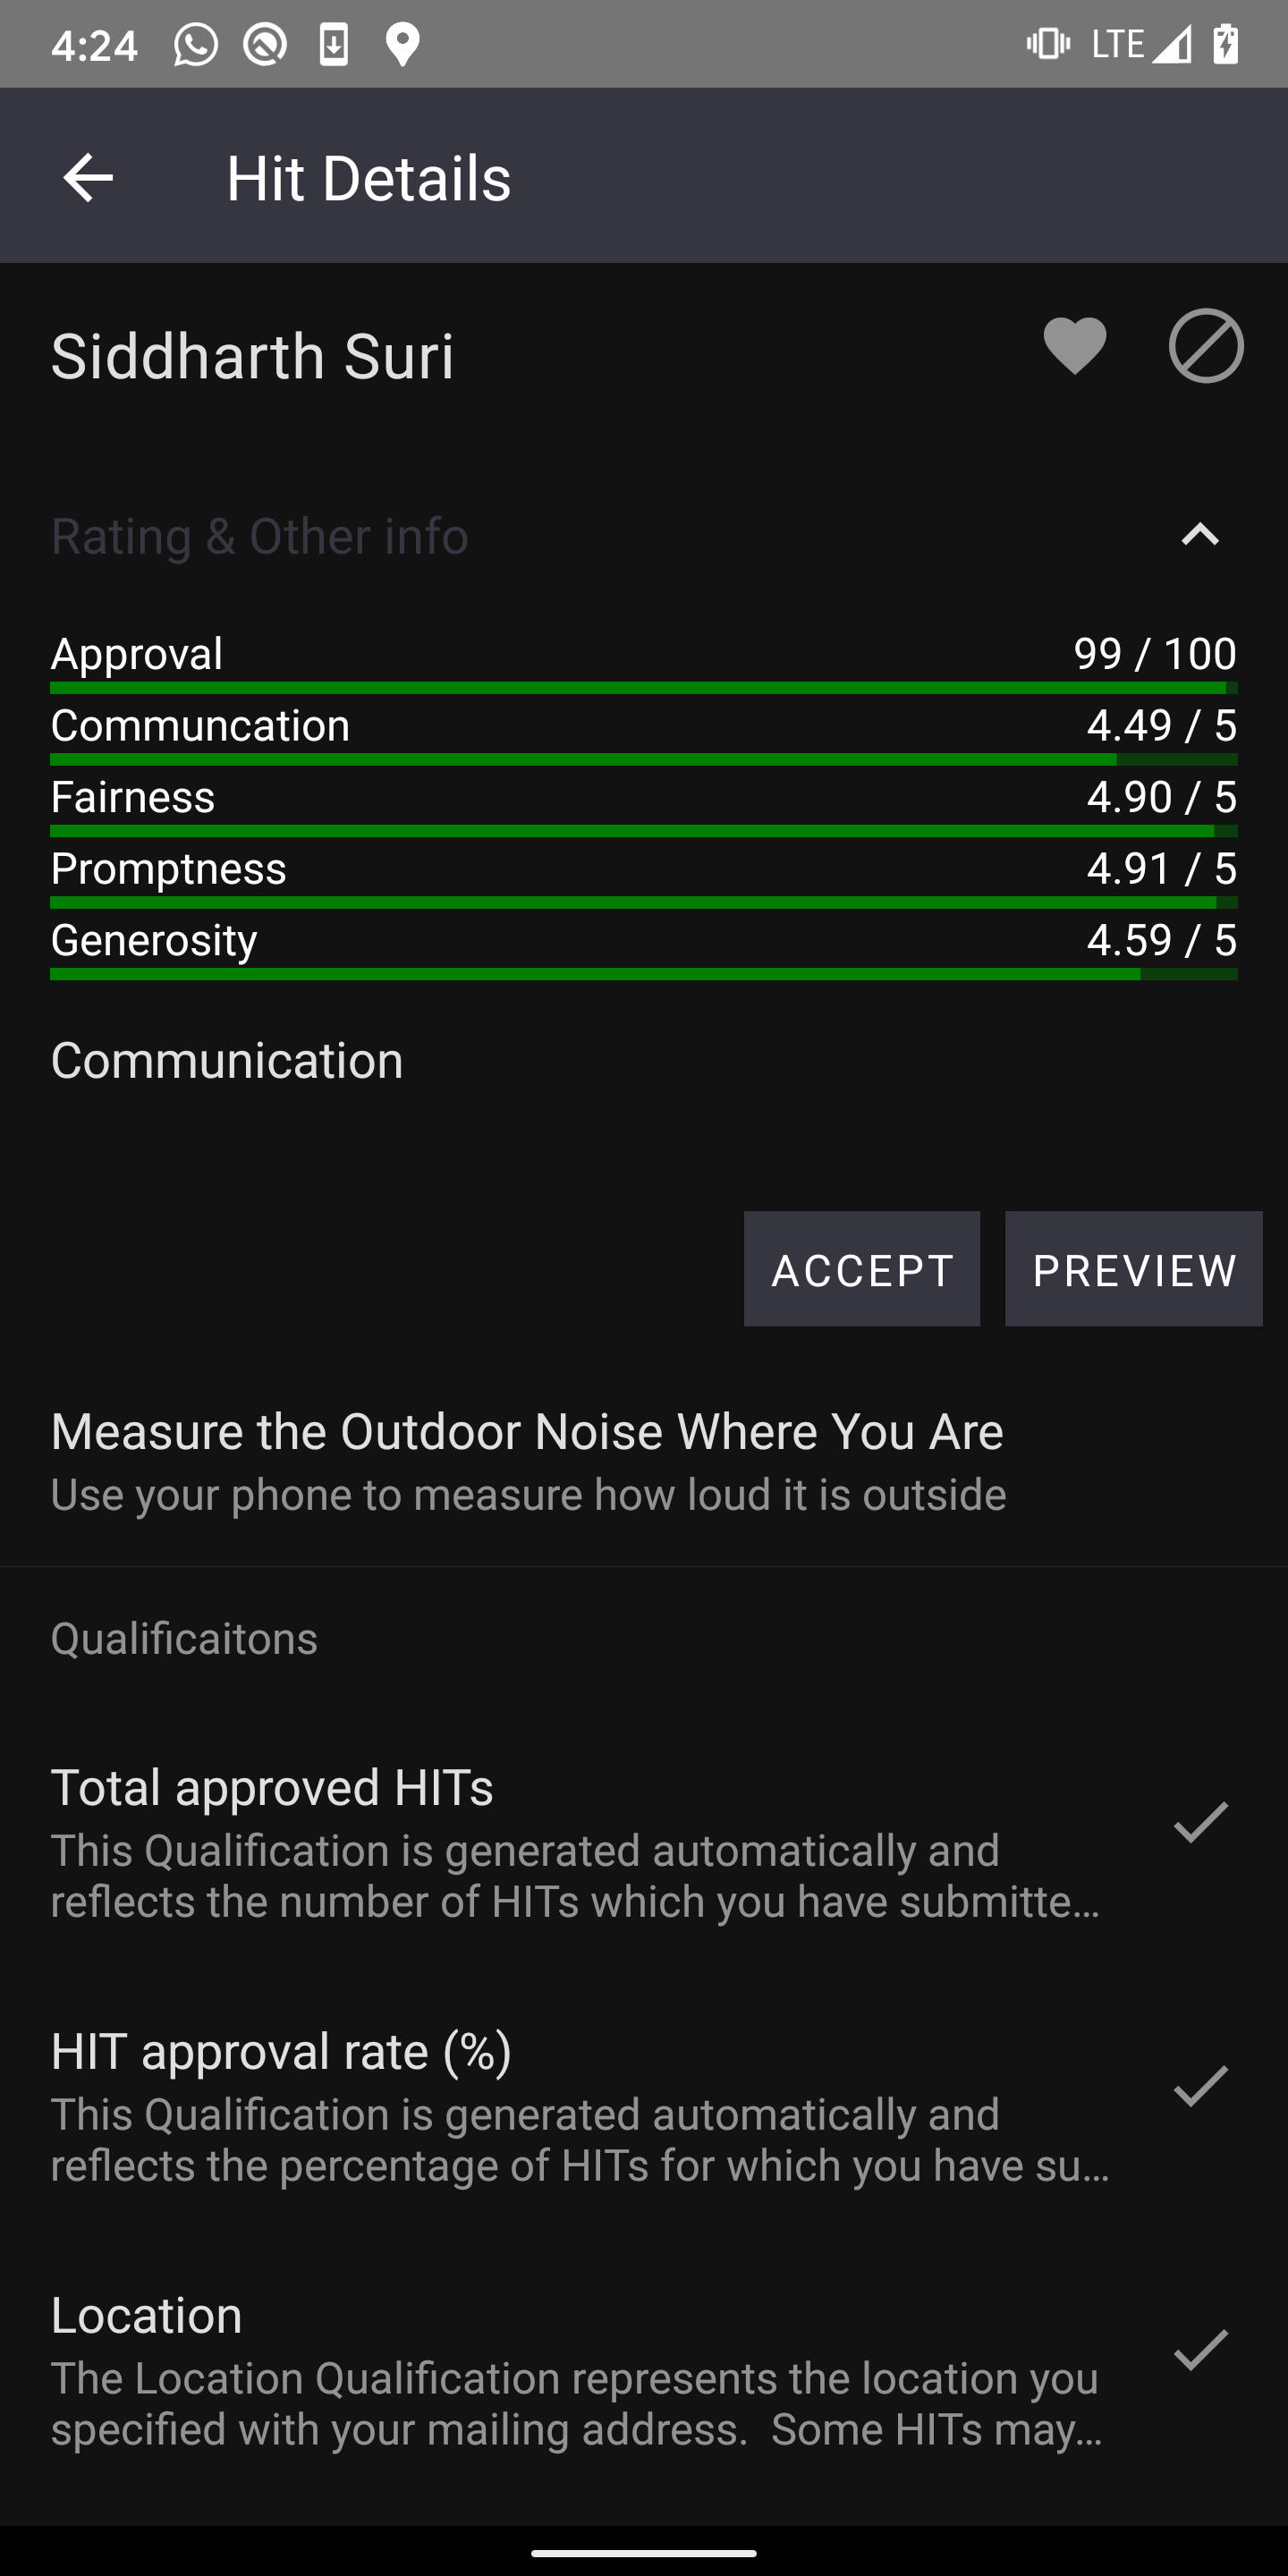 4:24
LTE
Hit Details
Siddharth Suri
Rating & Other info
Approval 99 / 100
Communcation 4.49 / 5
Fairness 4.90 / 5
Promptness 4.91 / 5
Generosity 4.59 / 5
Communication
ACCEPT PREVIEW
Measure the Outdoor Noise Where You Are
Use your phone to measure how loud it is outside
Qualificaitons
Total approved HITs
This Qualification is generated automatically and
reflects the number of HITs which you have submitte…
HIT approval rate (%)
This Qualification is generated automatically and
reflects the percentage of HITs for which you have su…
Location
The Location Qualification represents the location you
specified with your mailing address.  Some HITs may…